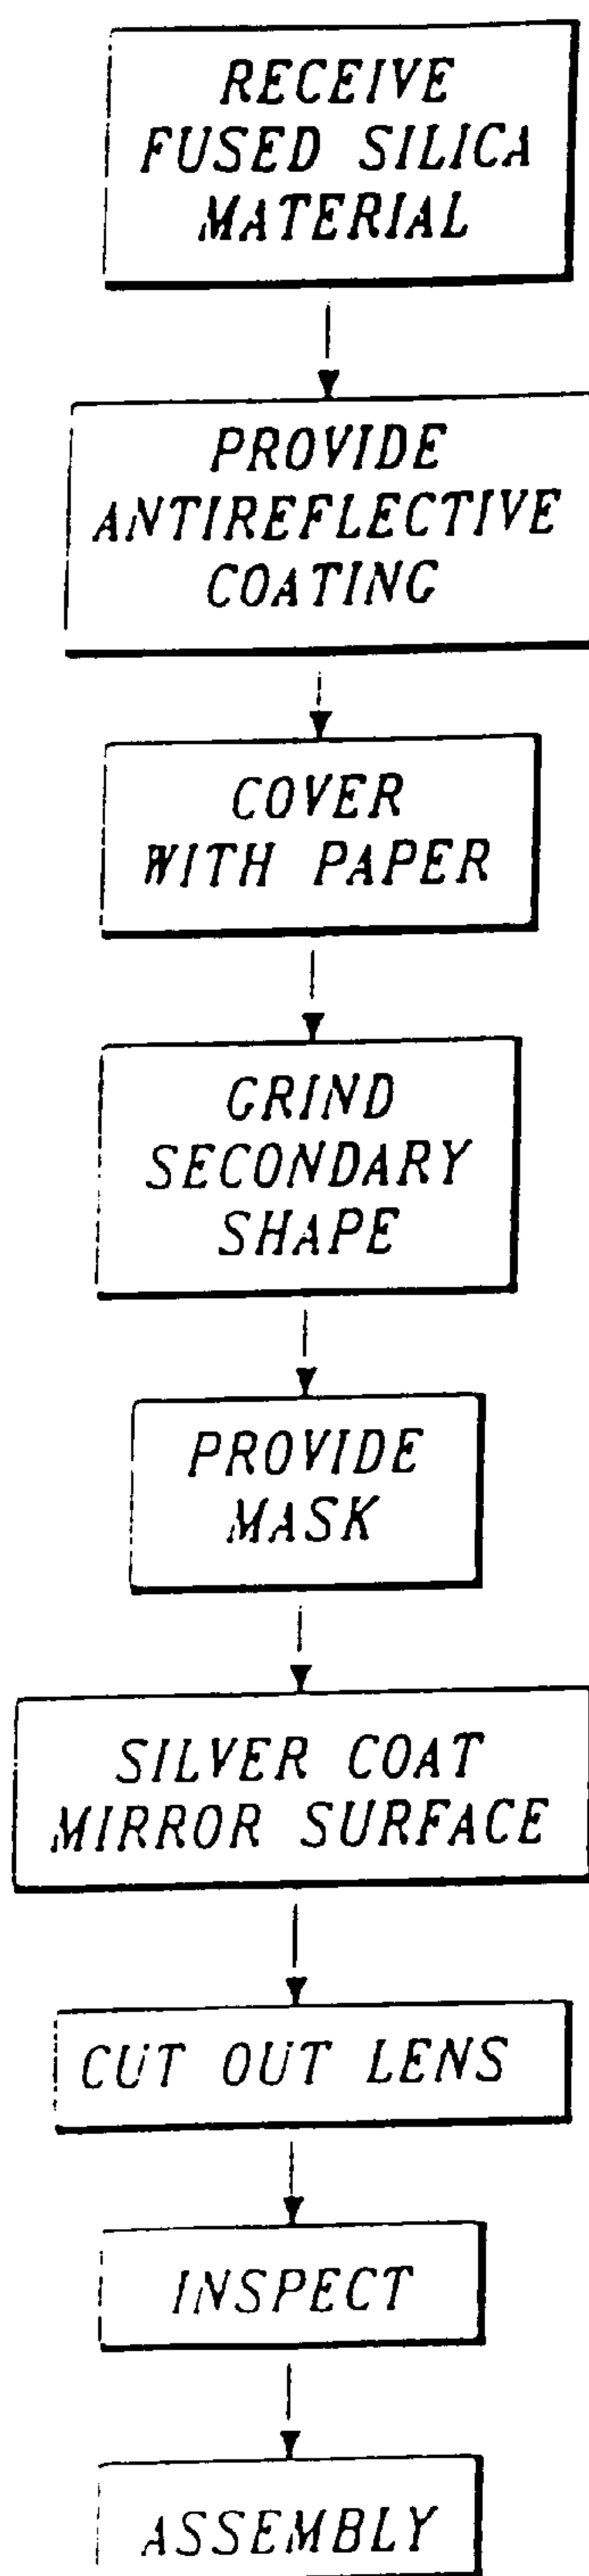 RECEIVE
FUSED SILICA
MATERIAL
PROVIDE
ANTIREFLECTIVE
COATING
COVER
WITH PAPER
GRIND
SECONDARY
SHAPE
PROVIDE
MASK
SILVER COAT
MIRROR SURFACE
CUT OUT LENS
INSPECT
ASSEMBLY